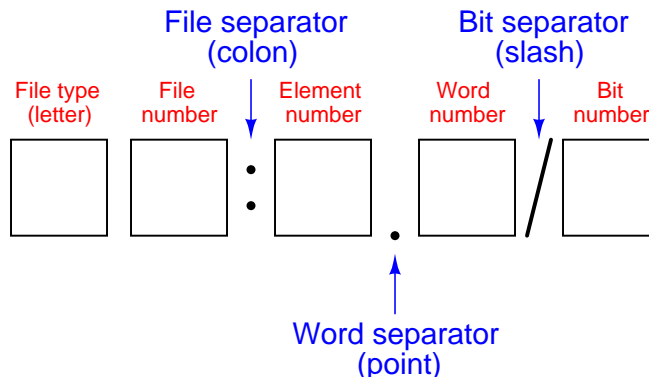 File separator
(colon)
Bit separator
(slash)
File type
(letter)
File
number
Element
number
Word
number
Bit
number
:
.
/
Word separator
(point)